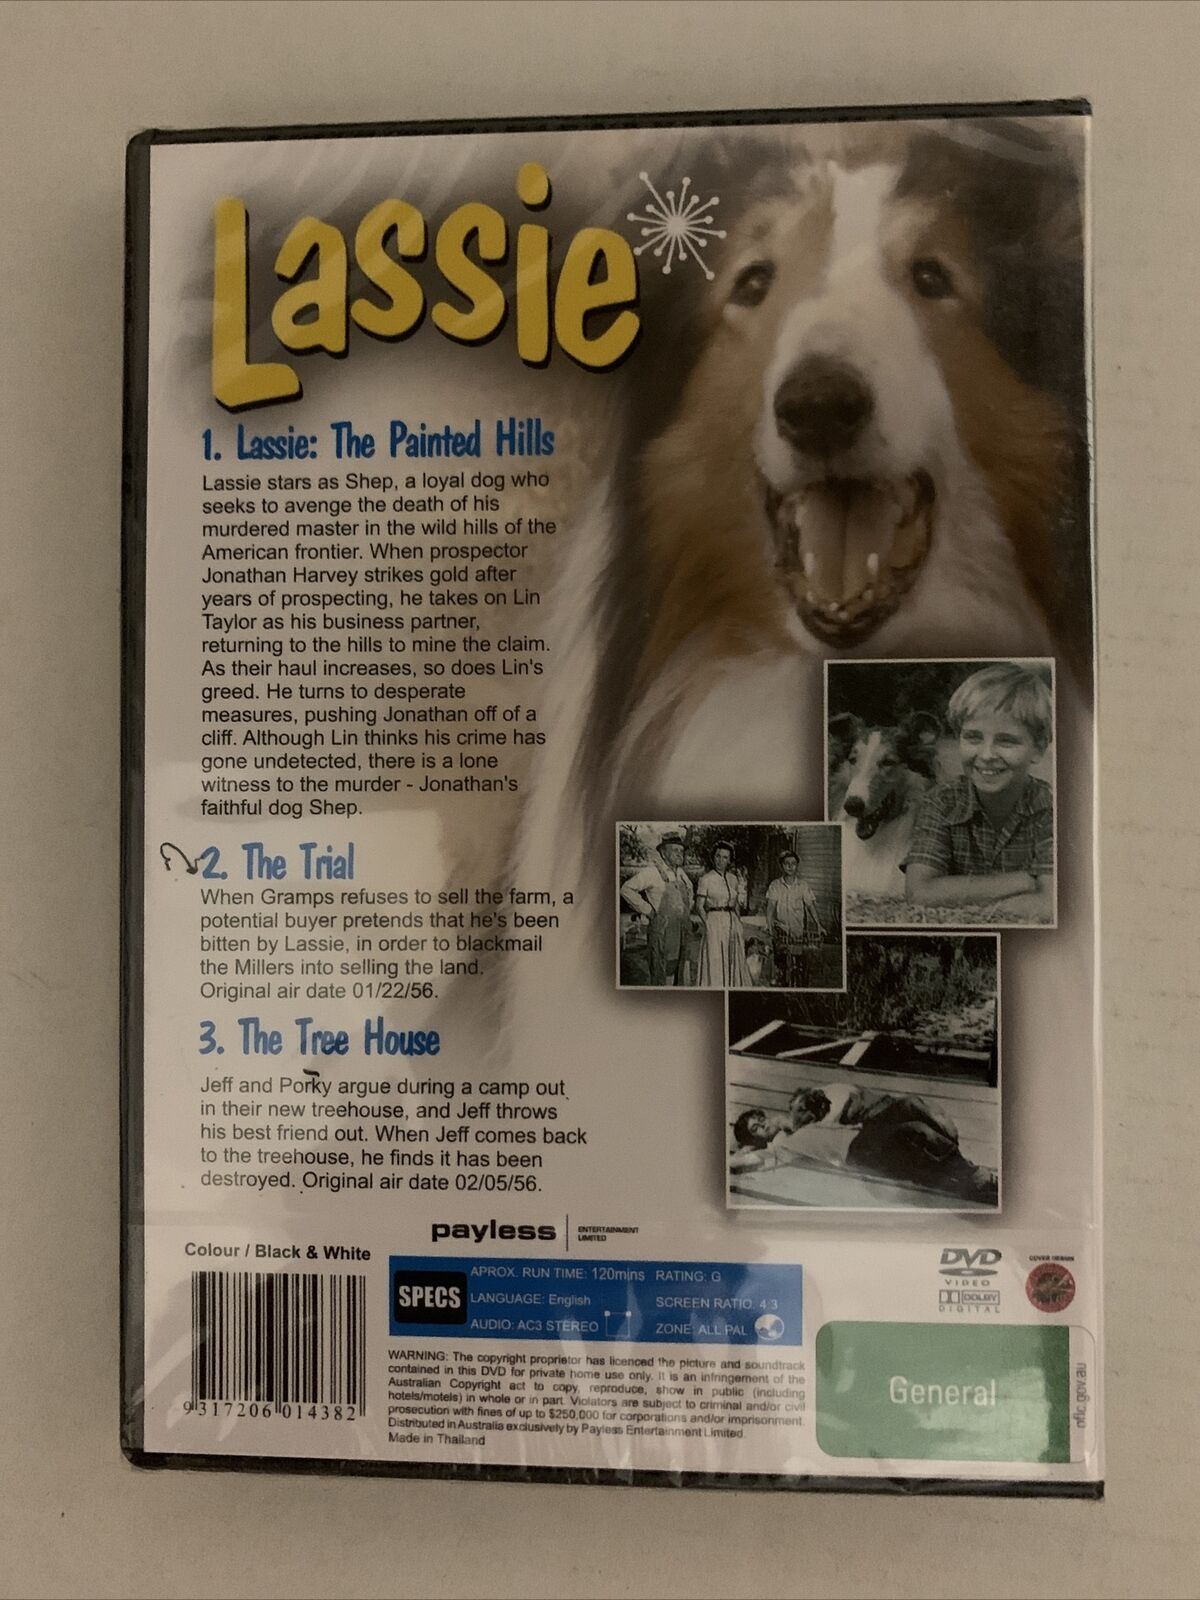 Lassie
1. Lassie: The Painted Hills
Lassie stars as Shep, a loyal dog who
seeks to avenge the death of his
murdered master in the wild hills of the
American frontier. When prospector
Jonathan Harvey strikes gold after
years of prospecting, he takes on Lin
Taylor as his business partner,
returning to the hills to mine the claim.
As their haul increases, so does Lin's
greed. He turns to desperate
measures, pushing Jonathan off of a
cliff. Although Lin thinks his crime has
gone undetected, there is a lone
witness to the murder - Jonathan's
faithful dog Shep.
2. The Trial
When Gramps refuses to sell the farm, a
potential buyer pretends that he's been
bitten by Lassie, in order to blackmail
the Millers into selling the land.
Original air date 01/22/56.
3. The Tree House
Jeff and Porky argue during a camp out
in their new treehouse, and Jeff throws
his best friend out. When Jeff comes back
to the treehouse, he finds it has been
destroyed. Original air date 02/05/56.
payless ENTERTAINMENT
LIMITED
Colour / Black & White
9 317206 014382
SPECS
APROX. RUN TIME: 120mins RATING: G
LANGUAGE: English SCREEN RATIO: 4:3
AUDIO: AC3 STEREO ZONE: ALL PAL
DVD
VIDEO
DOLBY
DIGITAL
COVER DESIGN
WARNING: The copyright proprietor has licenced the picture and soundtrack
contained in this DVD for private home use only. It is an infringement of the
Australian Copyright act to copy, reproduce, show in public (including
hotels/motels) in whole or in part. Violators are subject to criminal and/or civil
prosecution with fines of up to $250,000 for corporations and/or imprisonment.
Distributed in Australia exclusively by Payless Entertainment Limited.
Made in Thailand
General
oflc.gov.au